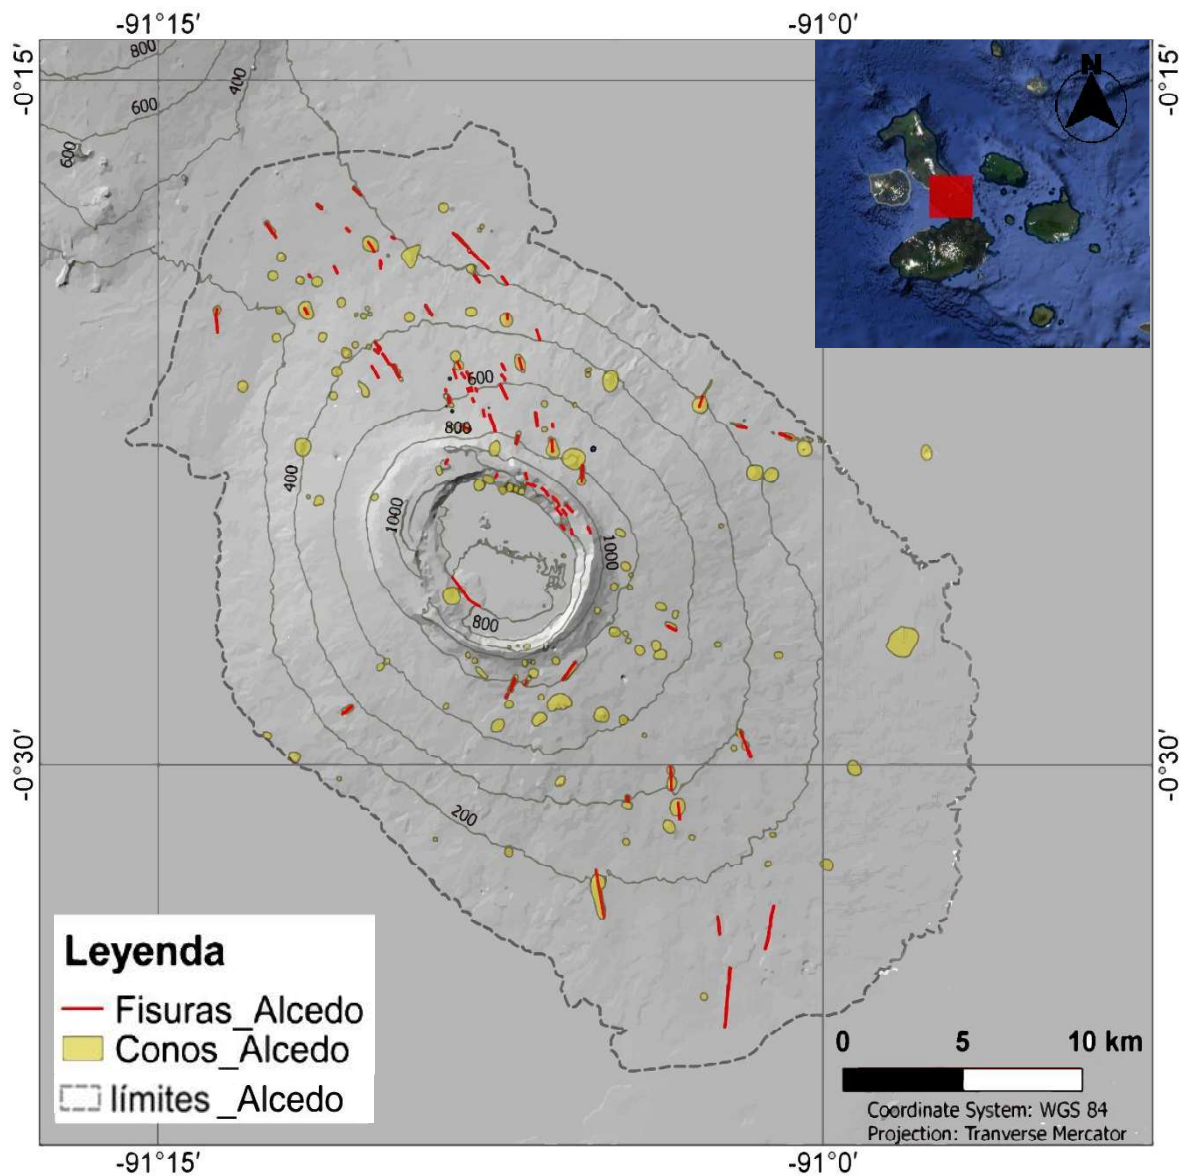 -91°15'
-91°0'
-0°15'
-0°15'
800
400
600
600
N
600
800
400
1000
1000
800
-0°30'
-0°30'
200
Leyenda
Fisuras_Alcedo
Conos_Alcedo
límites _Alcedo
0 5 10 km
Coordinate System: WGS 84
Projection: Tranverse Mercator
-91°15'
-91°0'